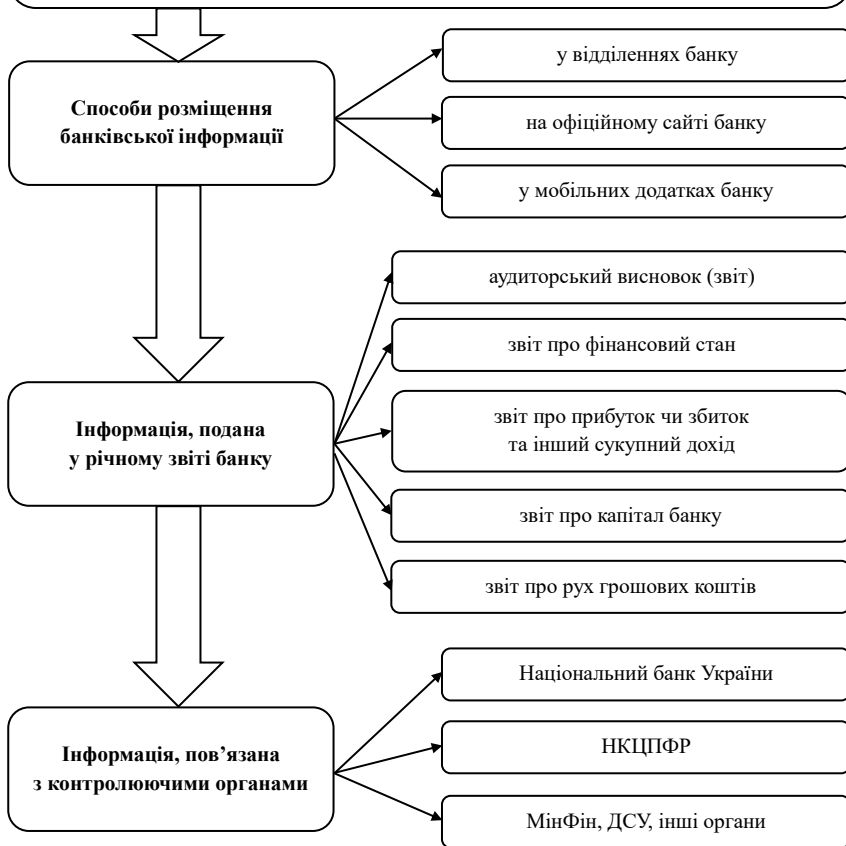 Способи розміщення
банківської інформації
у відділеннях банку
на офіційному сайті банку
у мобільних додатках банку
Інформація, подана
у річному звіті банку
аудиторський висновок (звіт)
звіт про фінансовий стан
звіт про прибуток чи збиток
та інший сукупний дохід
звіт про капітал банку
звіт про рух грошових коштів
Інформація, пов’язана
з контролюючими органами
Національний банк України
НКЦПФР
МінФін, ДСУ, інші органи